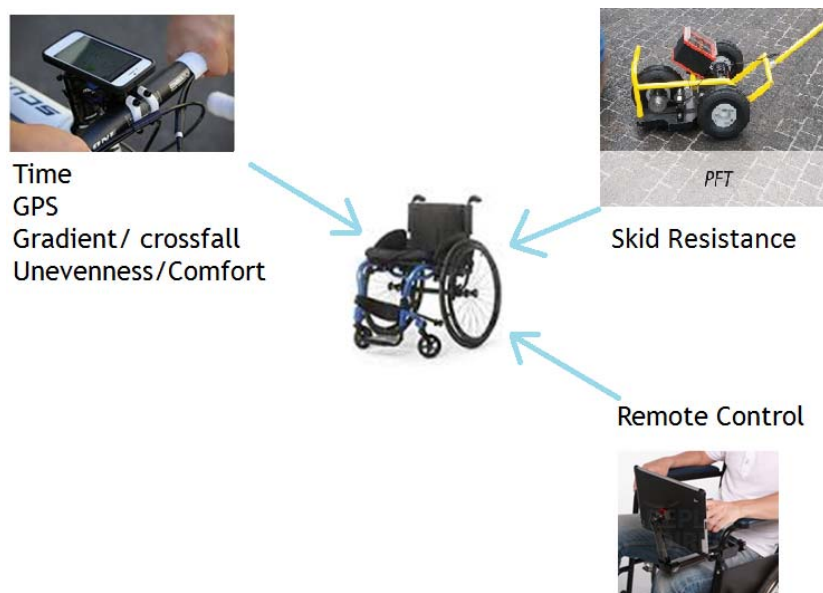 Time
GPS
Gradient/ crossfall
Unevenness/Comfort
PFT
Skid Resistance
Remote Control